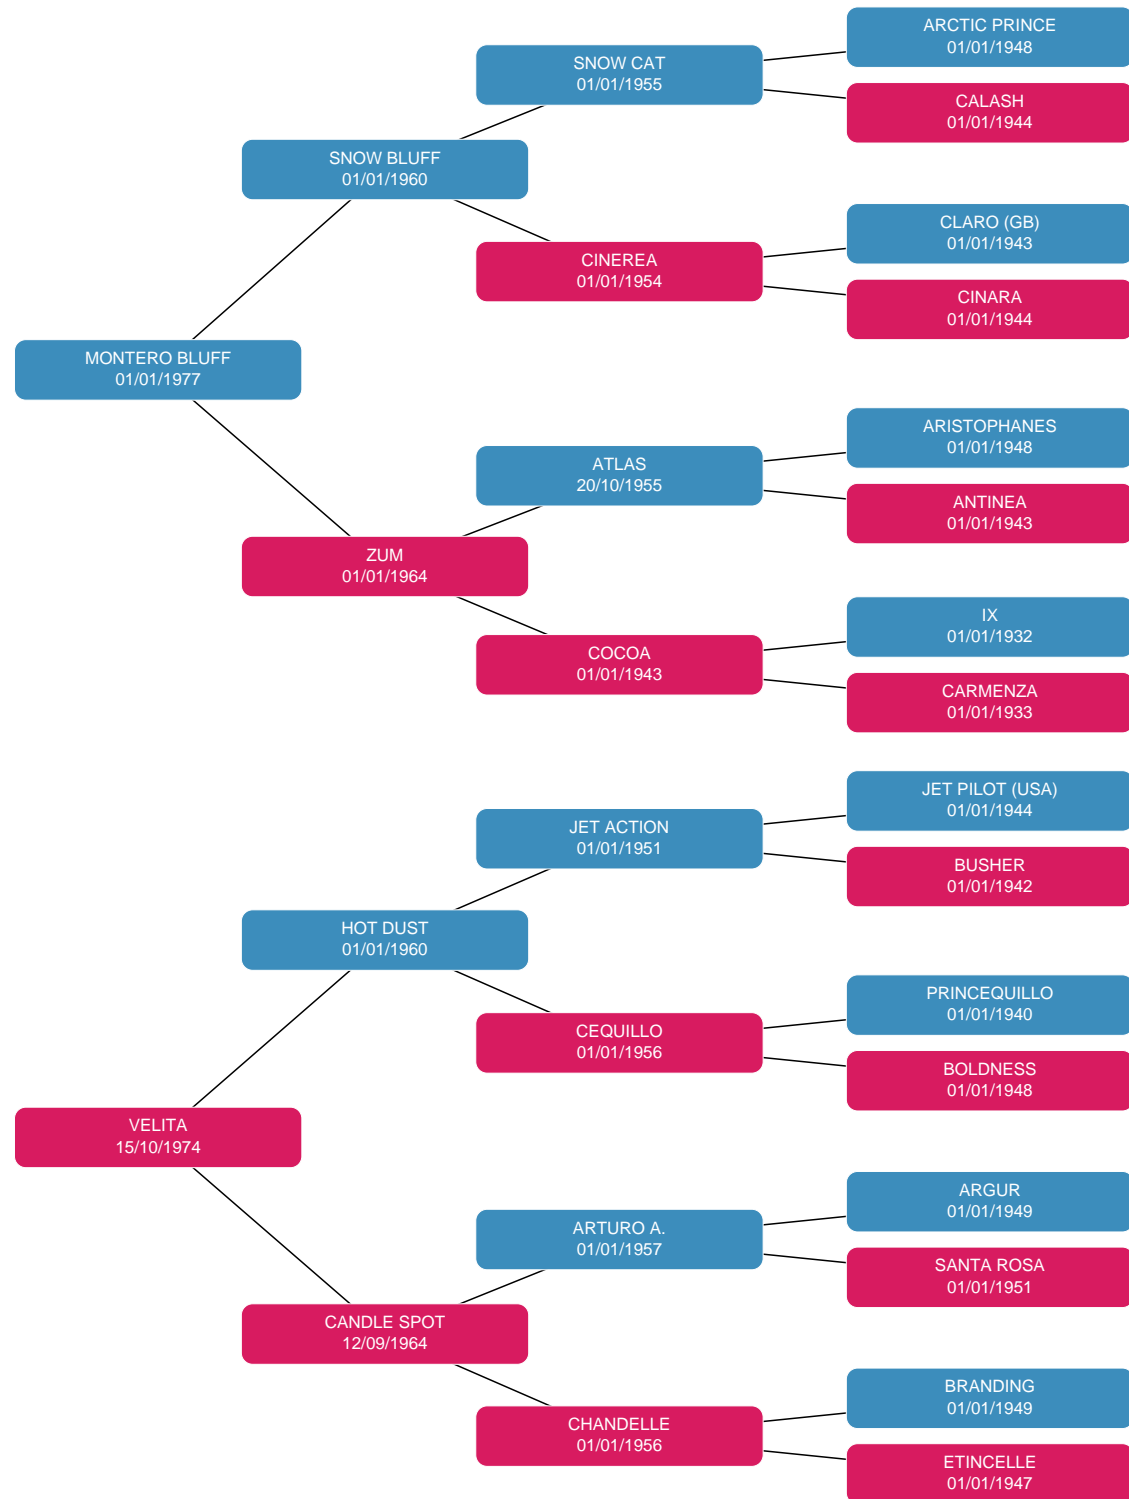 ARCTIC PRINCE
01/01/1948
SNOW CAT
01/01/1955
CALASH
01/01/1944
SNOW BLUFF
01/01/1960
CLARO (GB)
01/01/1943
CINEREA
01/01/1954
CINARA
01/01/1944
MONTERO BLUFF
01/01/1977
ARISTOPHANES
01/01/1948
ATLAS
20/10/1955
ANTINEA
01/01/1943
ZUM
01/01/1964
IX
01/01/1932
COCOA
01/01/1943
CARMENZA
01/01/1933
JET PILOT (USA)
01/01/1944
JET ACTION
01/01/1951
BUSHER
01/01/1942
HOT DUST
01/01/1960
PRINCEQUILLO
01/01/1940
CEQUILLO
01/01/1956
BOLDNESS
01/01/1948
VELITA
15/10/1974
ARGUR
01/01/1949
ARTURO A.
01/01/1957
SANTA ROSA
01/01/1951
CANDLE SPOT
12/09/1964
BRANDING
01/01/1949
CHANDELLE
01/01/1956
ETINCELLE
01/01/1947